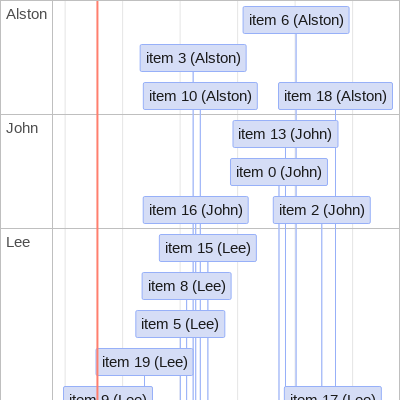 Alston
item 6 (Alston)
item 3 (Alston)
item 10 (Alston)
item 18 (Alston)
John
item 13 (John)
item 0 (John)
item 16 (John)
item 2 (John)
Lee
item 15 (Lee)
item 8 (Lee)
item 5 (Lee)
item 19 (Lee)
item 9 (Lee)
item 17 (Lee)